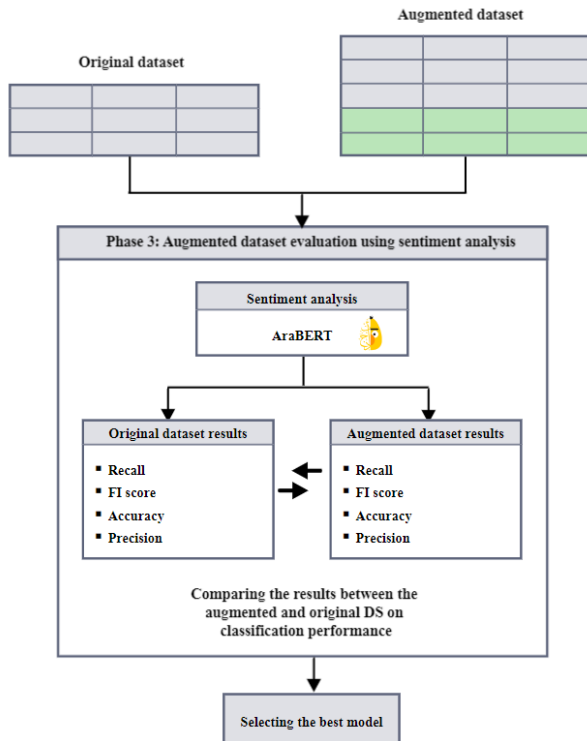 Augmented dataset
Original dataset
Phase 3: Augmented dataset evaluation using sentiment analysis
Sentiment analysis
AraBERT
Original dataset results
▪ Recall
▪ FI score
▪ Accuracy
▪ Precision
Augmented dataset results
▪ Recall
▪ FI score
▪ Accuracy
▪ Precision
Comparing the results between the
augmented and original DS on
classification performance
Selecting the best model